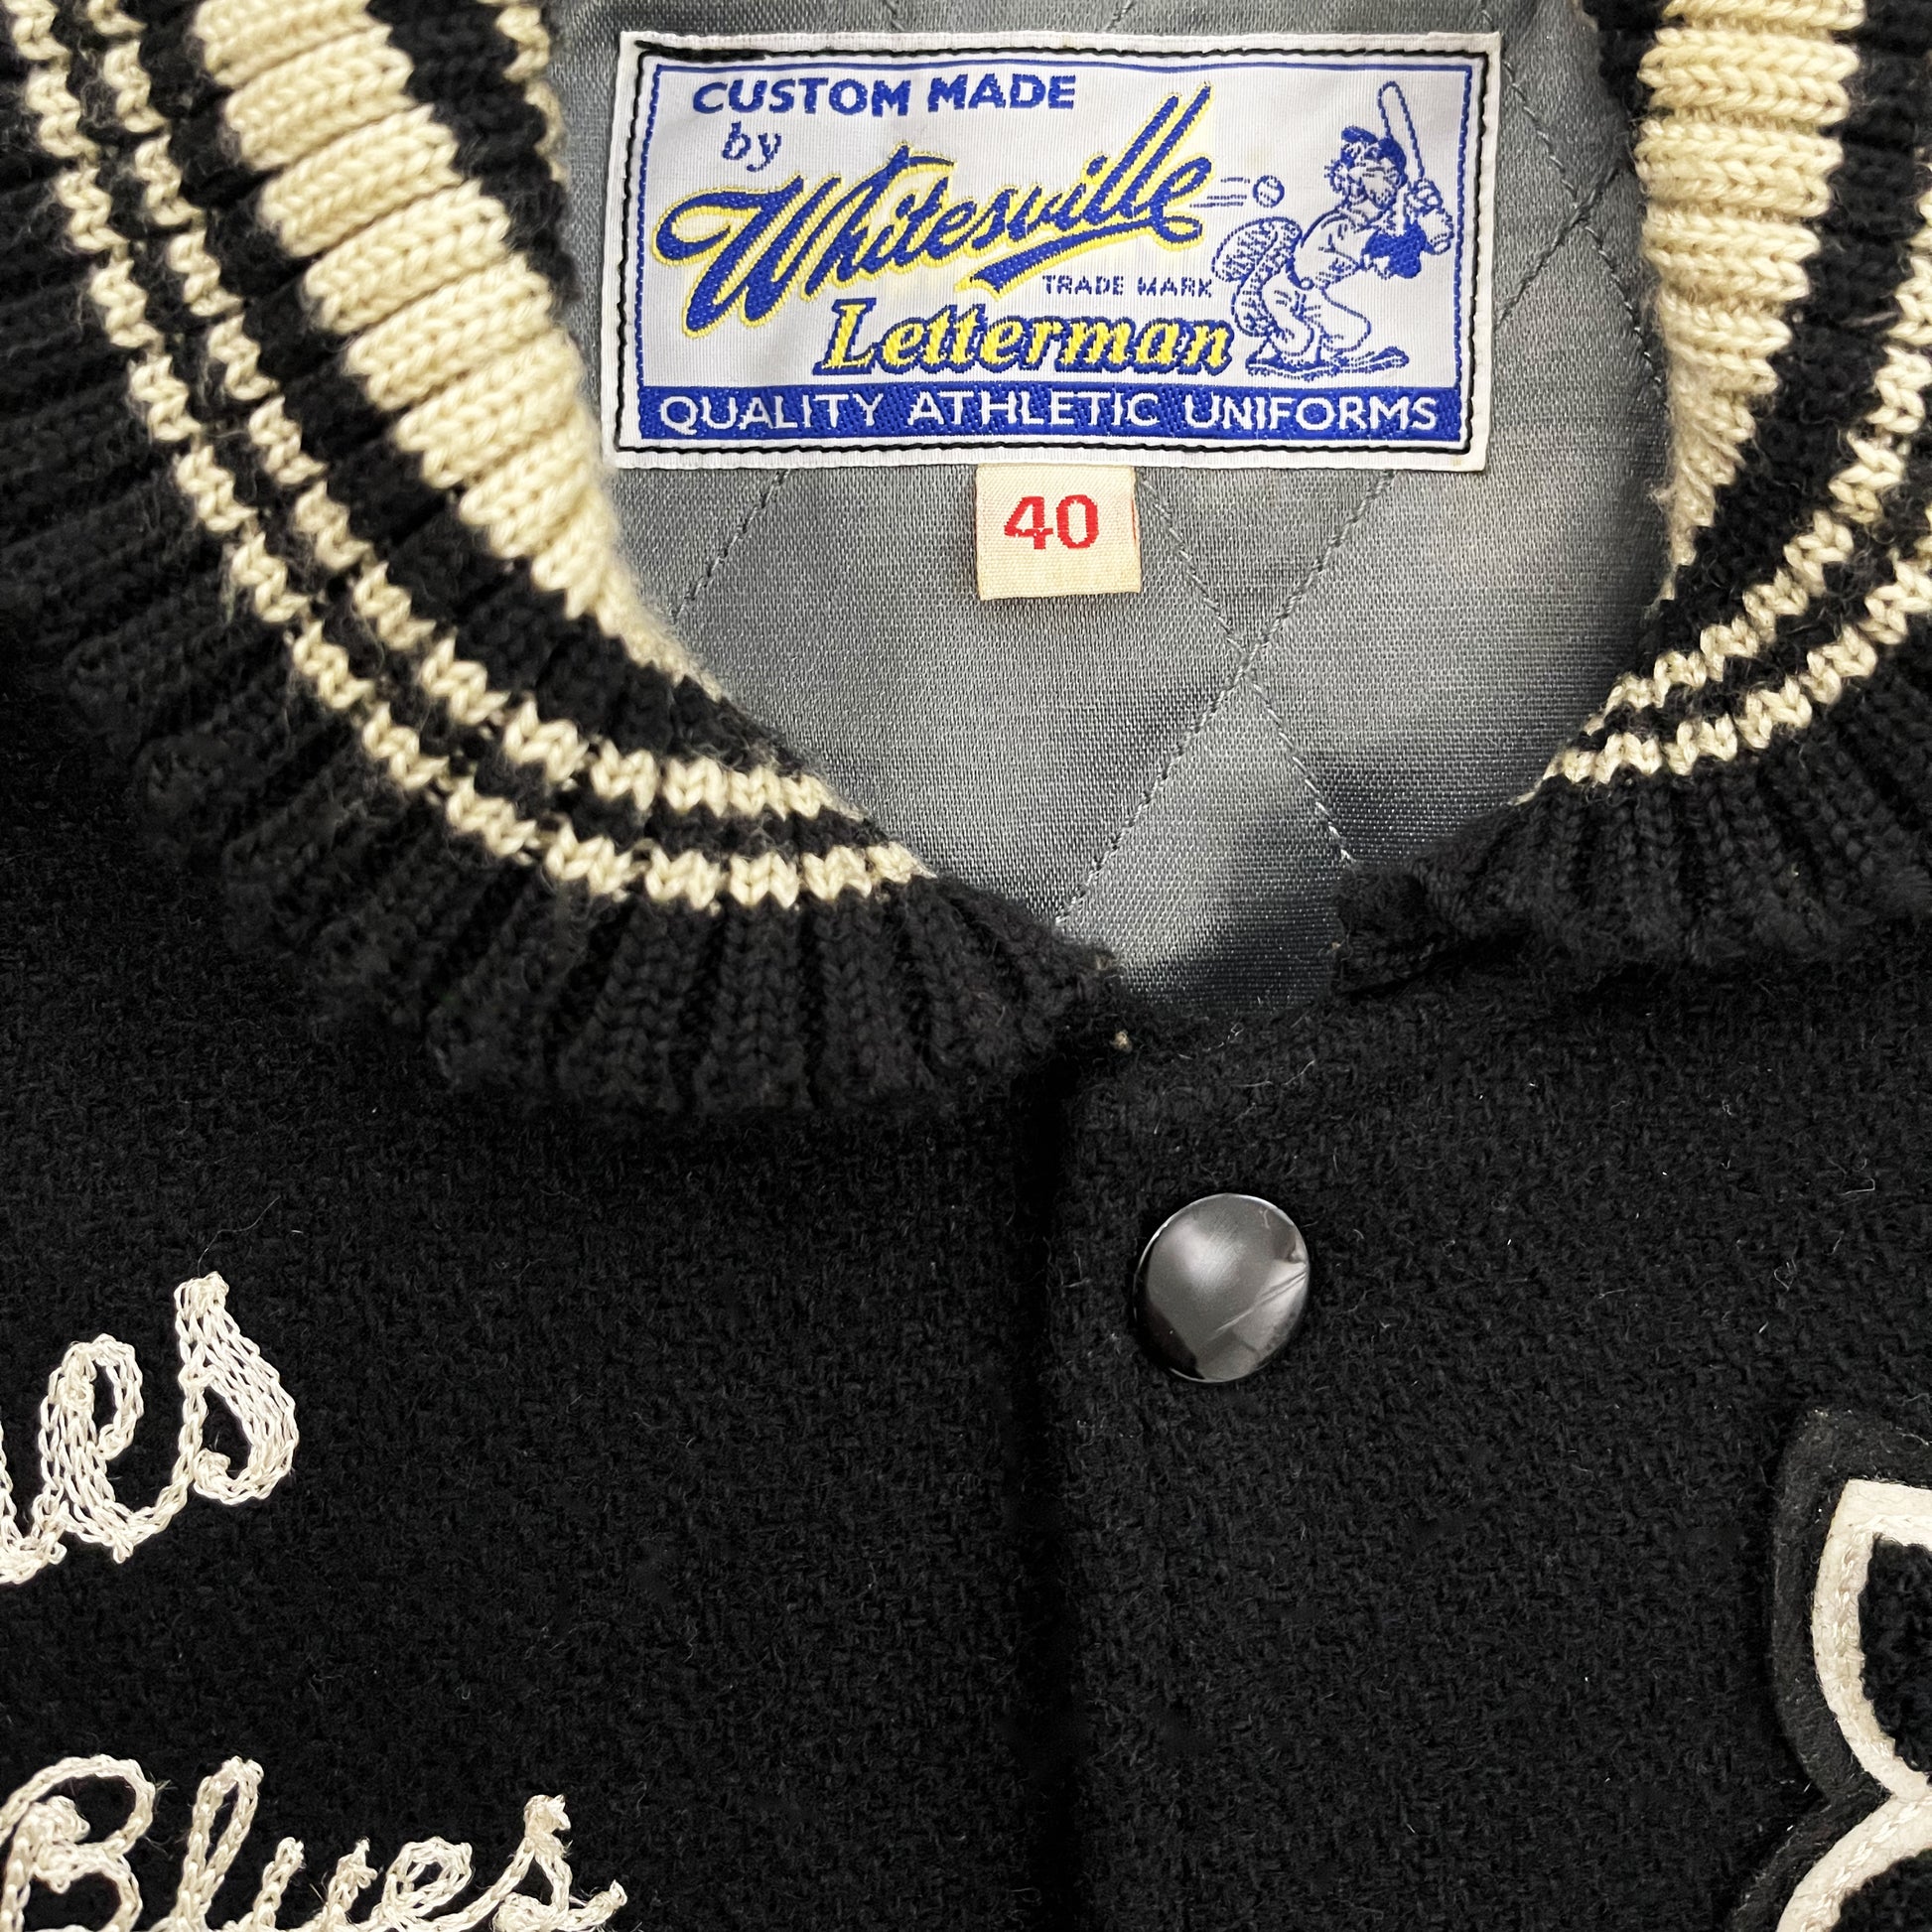 CUSTOM MADE
by
Whitesville
TRADE MARK
Letterman
QUALITY ATHLETIC UNIFORMS
40
Blues